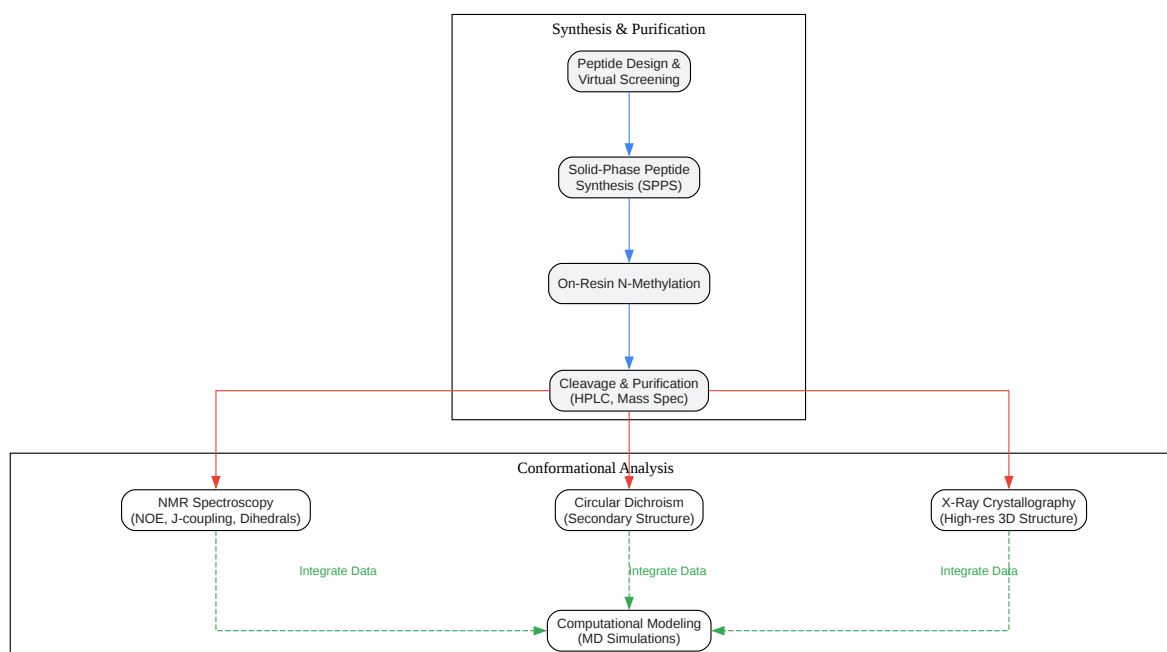 Synthesis & Purification
Peptide Design &
Virtual Screening
Solid-Phase Peptide
Synthesis (SPPS)
On-Resin N-Methylation
Cleavage & Purification
(HPLC, Mass Spec)
Conformational Analysis
NMR Spectroscopy
(NOE, J-coupling, Dihedrals)
Circular Dichroism
(Secondary Structure)
X-Ray Crystallography
(High-res 3D Structure)
Integrate Data
Integrate Data
Integrate Data
Computational Modeling
(MD Simulations)